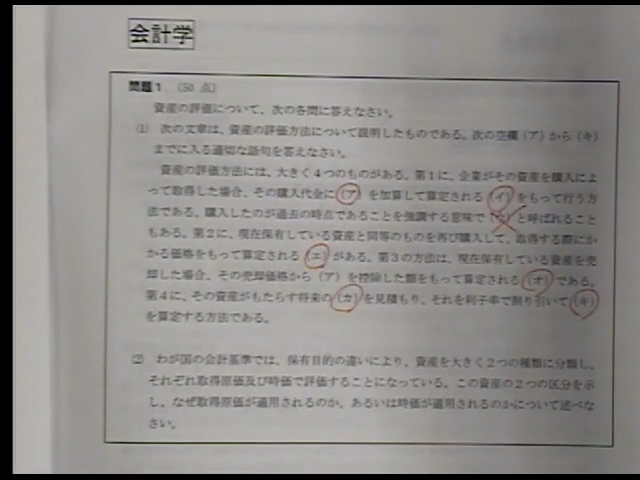 会計学
問題1 (50 点)
資産の評価について、次の各問に答えなさい。
(1) 次の文章は、資産の評価方法について説明したものである。次の空欄（ア）から（キ）
までに入る適切な語句を答えなさい。
資産の評価方法には、大きく4つのものがある。第1に、企業がその資産を購入によ
って取得した場合、その購入代金に（ア）を加算して算定される（イ）をもって行う方
法である。購入したのが過去の時点であることを強調する意味で（ウ）と呼ばれること
もある。第2に、現在保有している資産と同等のものを再び購入して、取得する際にか
かる価格をもって算定される（エ）がある。第3の方法は、現在保有している資産を売
却した場合、その売却価格から（ア）を控除した額をもって算定される（オ）である。
第4に、その資産がもたらす将来の（カ）を見積もり、それを利子率で割り引いて（キ）
を算定する方法である。
(2) わが国の会計基準では、保有目的の違いにより、資産を大きく2つの種類に分類し、
それぞれ取得原価及び時価で評価することになっている。この資産の2つの区分を示
し、なぜ取得原価が適用されるのか、あるいは時価が適用されるのかについて述べな
さい。